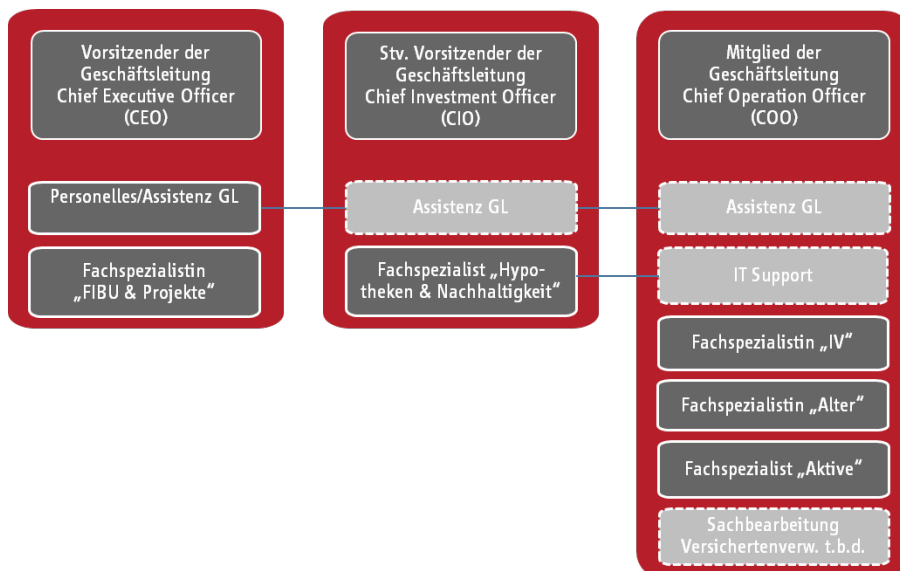 Vorsitzender der
Geschäftsleitung
Chief Executive Officer
(CEO)
Personelles/Assistenz GL
Fachspezialistin
„FIBU & Projekte“
Stv. Vorsitzender der
Geschäftsleitung
Chief Investment Officer
(CIO)
Assistenz GL
Fachspezialist „Hypo-
theken & Nachhaltigkeit“
Mitglied der
Geschäftsleitung
Chief Operation Officer
(COO)
Assistenz GL
IT Support
Fachspezialistin „IV“
Fachspezialistin „Alter“
Fachspezialist „Aktive“
Sachbearbeitung
Versichertenverw. t.b.d.